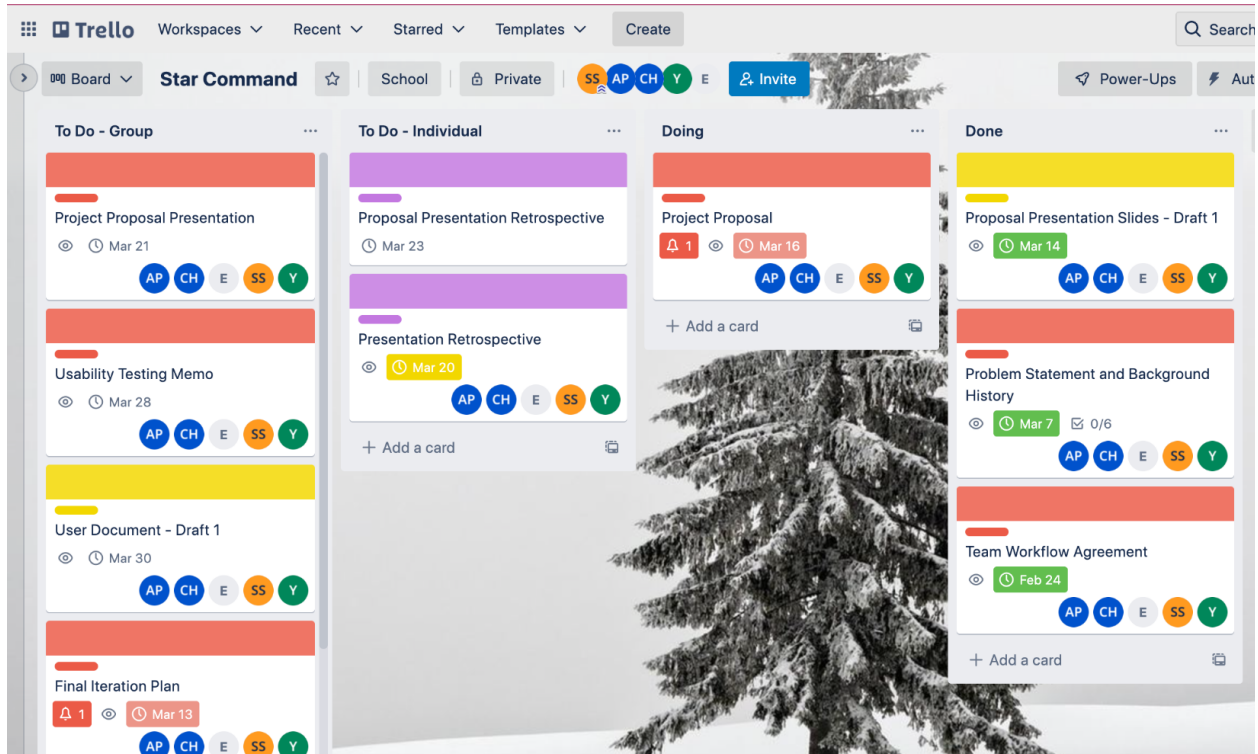 Trello Workspaces Recent Starred Templates Create Search
Board Star Command School Private SS AP CH Y E Invite Power-Ups Aut
To Do - Group
Project Proposal Presentation
Mar 21
AP CH E SS Y
Usability Testing Memo
Mar 28
AP CH E SS Y
User Document - Draft 1
Mar 30
AP CH E SS Y
Final Iteration Plan
1 Mar 13
AP CH E SS Y
To Do - Individual
Proposal Presentation Retrospective
Mar 23
Presentation Retrospective
Mar 20
AP CH E SS Y
+ Add a card
Doing
Project Proposal
1 Mar 16
AP CH E SS Y
+ Add a card
Done
Proposal Presentation Slides - Draft 1
Mar 14
AP CH E SS Y
Problem Statement and Background
History
Mar 7 0/6
AP CH E SS Y
Team Workflow Agreement
Feb 24
AP CH E SS Y
+ Add a card